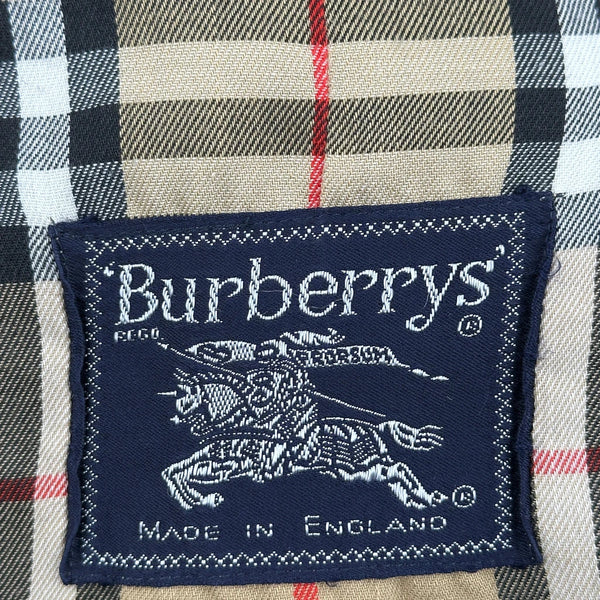 'Burberrys'
REGD
®
PRORSUM
®
MADE IN ENGLAND